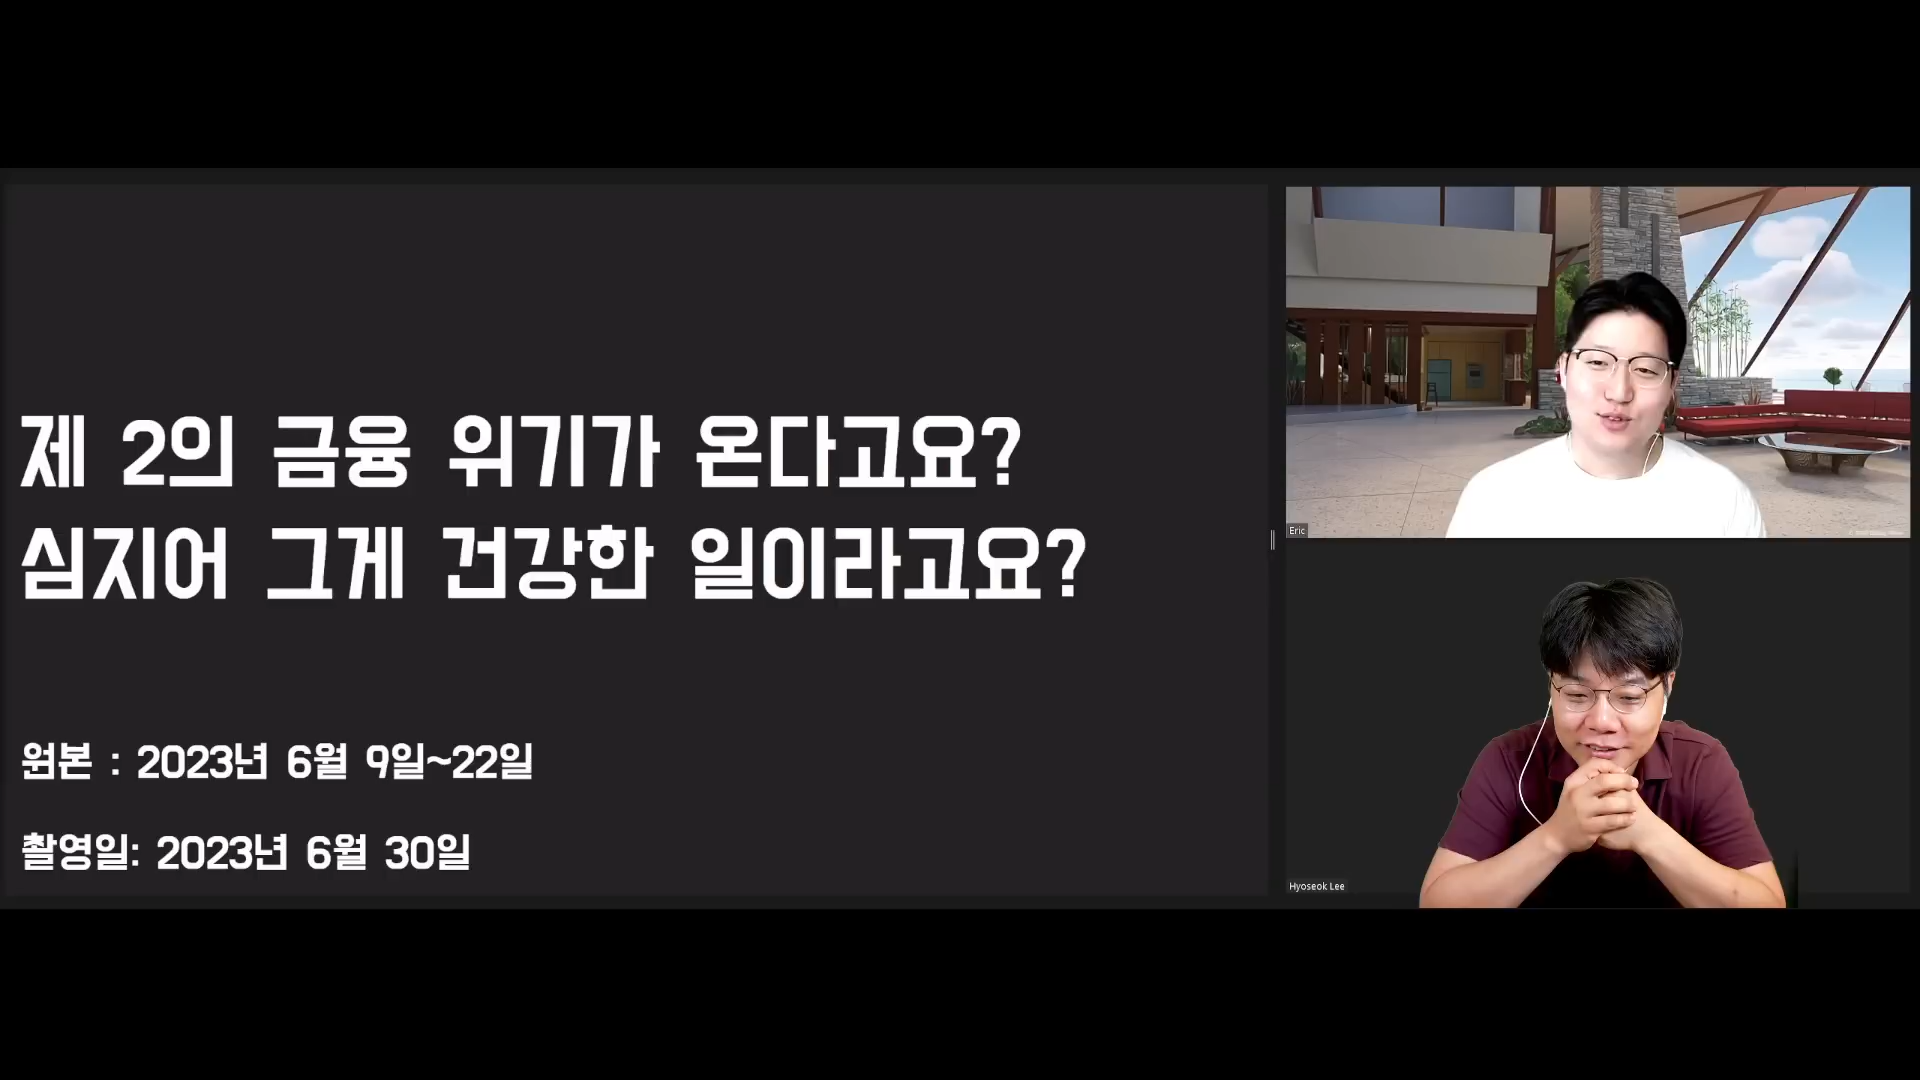 제 2의 금융 위기가 온다고요?
심지어 그게 건강한 일이라고요?
원본 : 2023년 6월 9일~22일
촬영일: 2023년 6월 30일
Eric
Hyoseok Lee